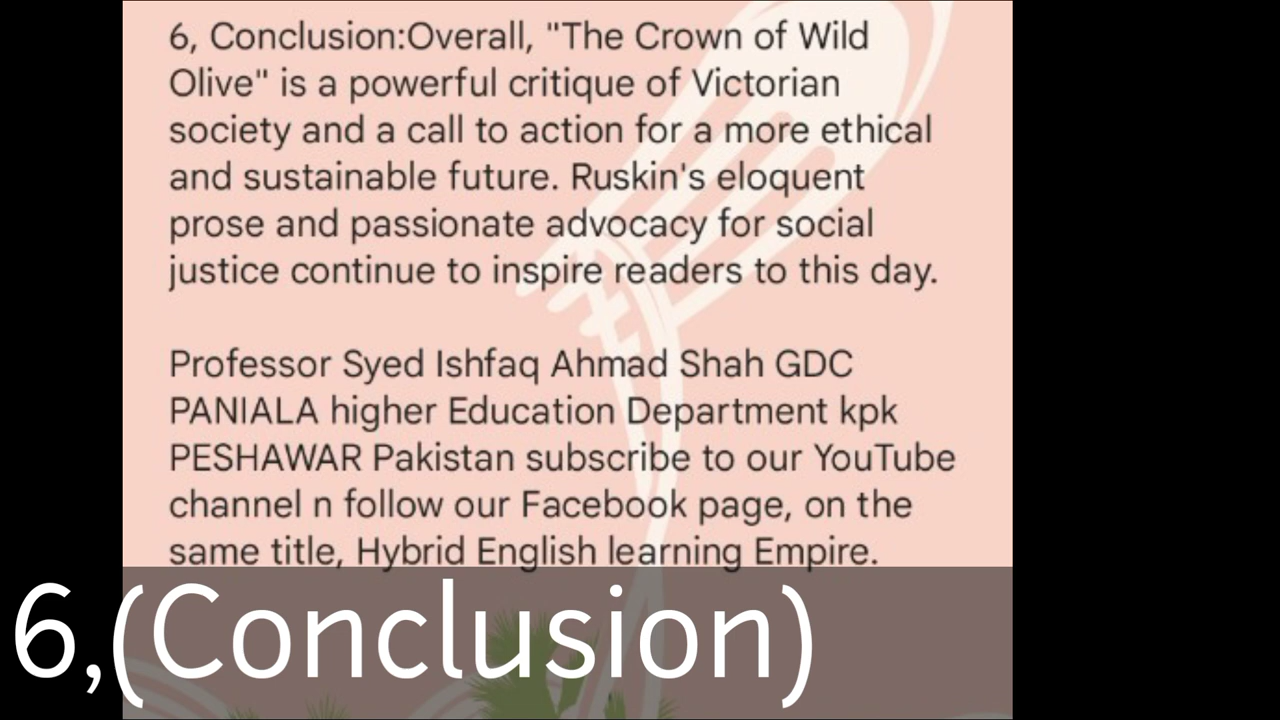 6, Conclusion:Overall, "The Crown of Wild
Olive" is a powerful critique of Victorian
society and a call to action for a more ethical
and sustainable future. Ruskin's eloquent
prose and passionate advocacy for social
justice continue to inspire readers to this day.
Professor Syed Ishfaq Ahmad Shah GDC
PANIALA higher Education Department kpk
PESHAWAR Pakistan subscribe to our YouTube
channel n follow our Facebook page, on the
same title, Hybrid English learning Empire.
6,(Conclusion)